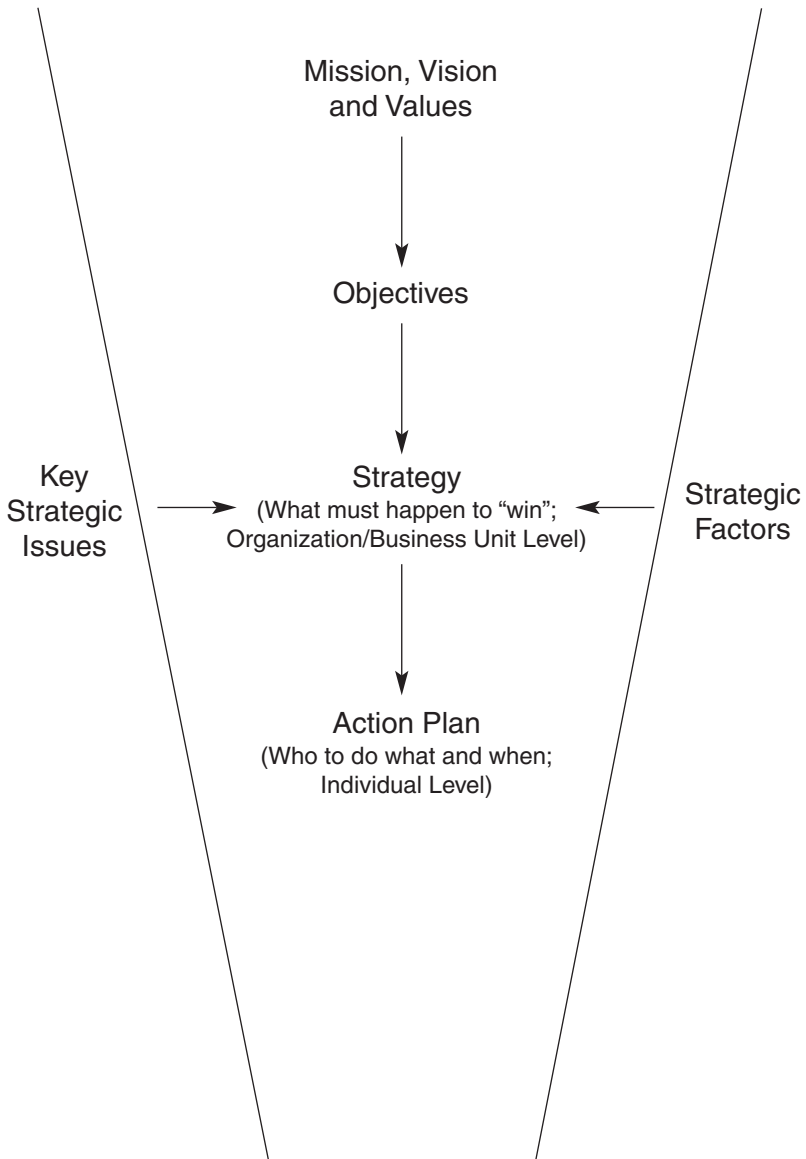 Mission, Vision
and Values
Objectives
Key
Strategic
Issues
Strategy
(What must happen to “win”;
Organization/Business Unit Level)
Strategic
Factors
Action Plan
(Who to do what and when;
Individual Level)